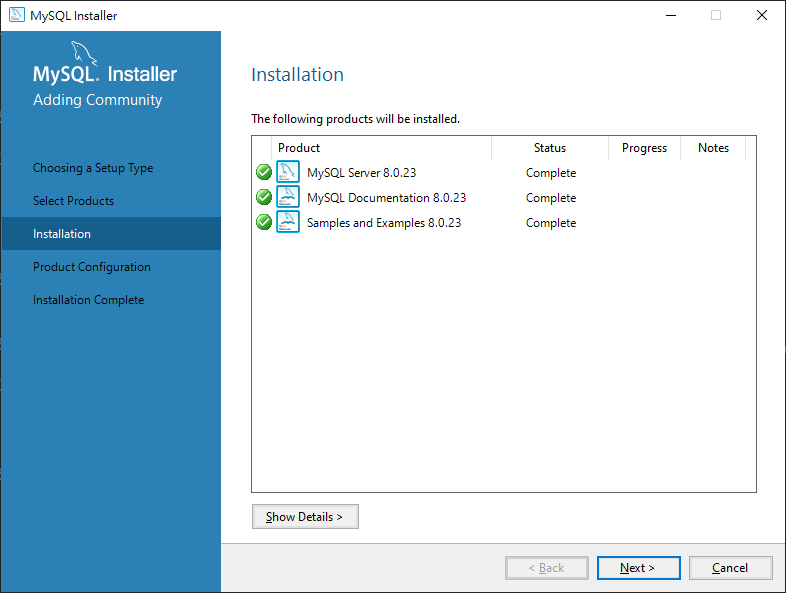 MySQL Installer
MySQL. Installer
Adding Community
Choosing a Setup Type
Select Products
Installation
Product Configuration
Installation Complete
Installation
The following products will be installed.
Product Status Progress Notes
MySQL Server 8.0.23 Complete
MySQL Documentation 8.0.23 Complete
Samples and Examples 8.0.23 Complete
Show Details >
< Back Next > Cancel